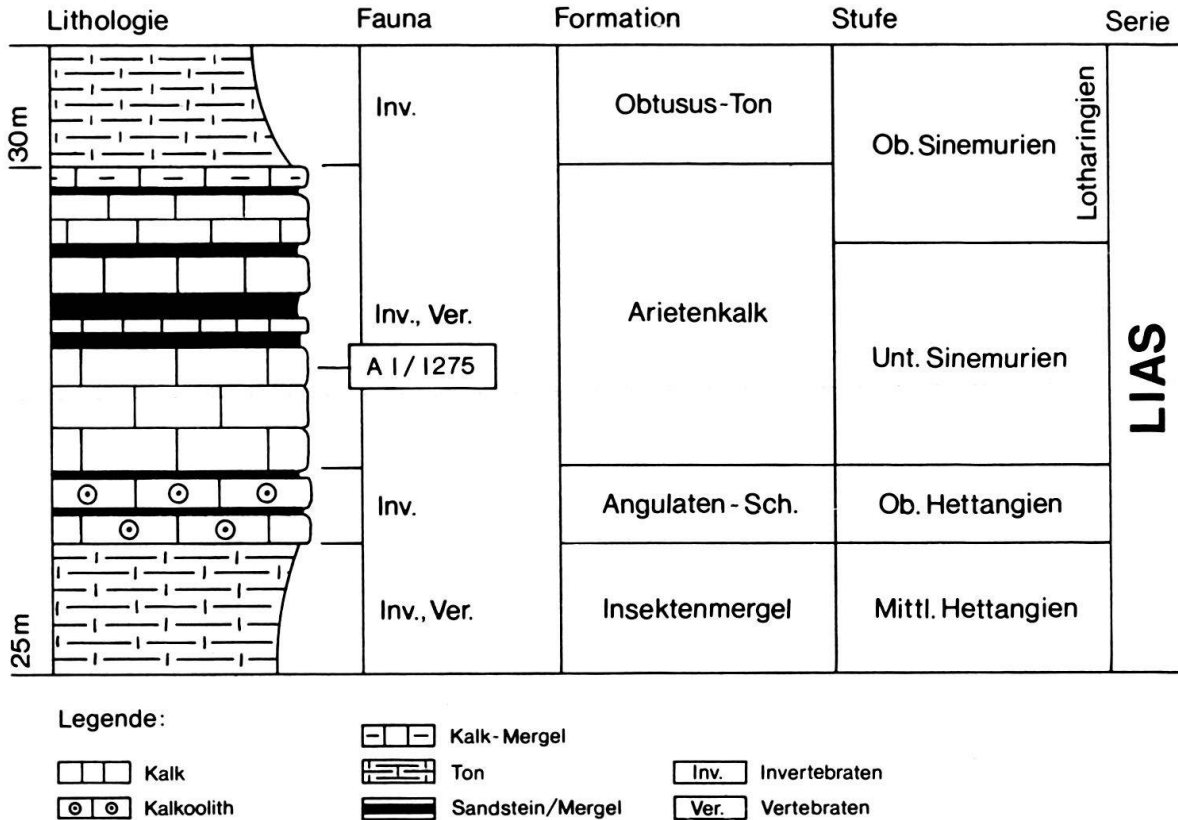 Lithologie Fauna Formation Stufe Serie
30m
Inv.
Obtusus-Ton
Ob. Sinemurien
Lotharingien
Inv., Ver.
A 1/1275
Arietenkalk
Unt. Sinemurien
LIAS
Inv.
Angulaten-Sch.
Ob. Hettangien
25m
Inv., Ver.
Insektenmergel
Mittl. Hettangien
Legende:
Kalk
Kalkoolith
Kalk-Mergel
Ton
Sandstein/Mergel
Inv. Invertebraten
Ver. Vertebraten